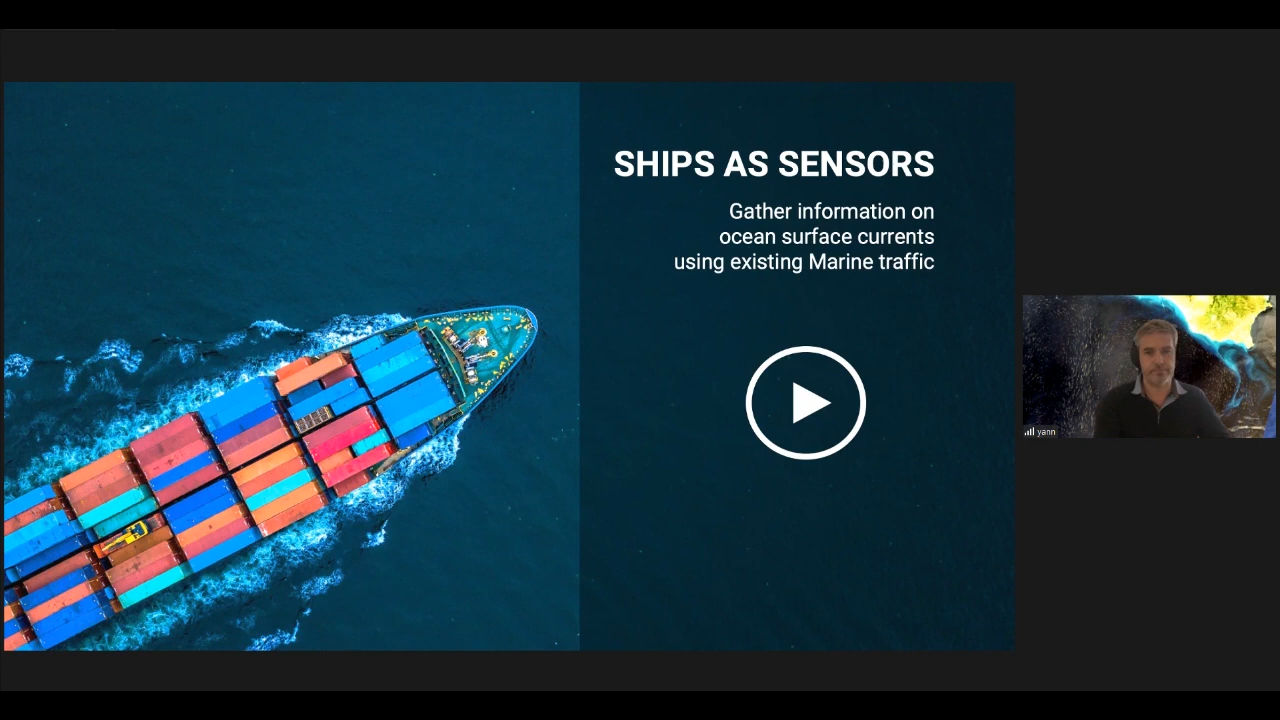 SHIPS AS SENSORS
Gather information on
ocean surface currents
using existing Marine traffic
yann